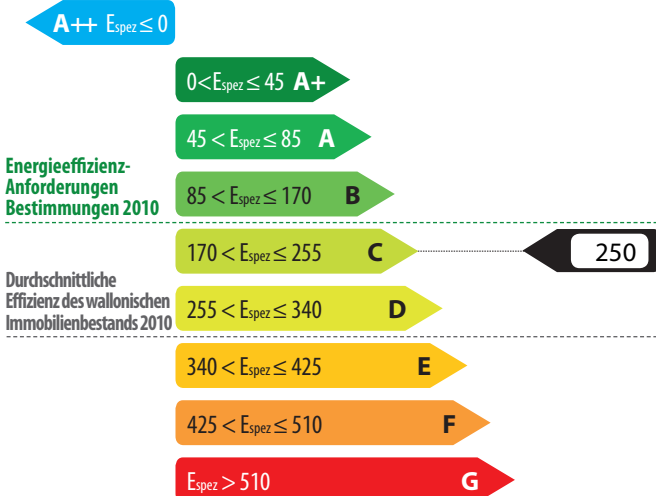 A++ Espez ≤ 0
0<Espez ≤ 45 A+
45 < Espez ≤ 85 A
Energieeffizienz-
Anforderungen
Bestimmungen 2010
85 < Espez ≤ 170 B
170 < Espez ≤ 255 C
250
Durchschnittliche
Effizienz des wallonischen
Immobilienbestands 2010
255 < Espez ≤ 340 D
340 < Espez ≤ 425 E
425 < Espez ≤ 510 F
Espez > 510 G